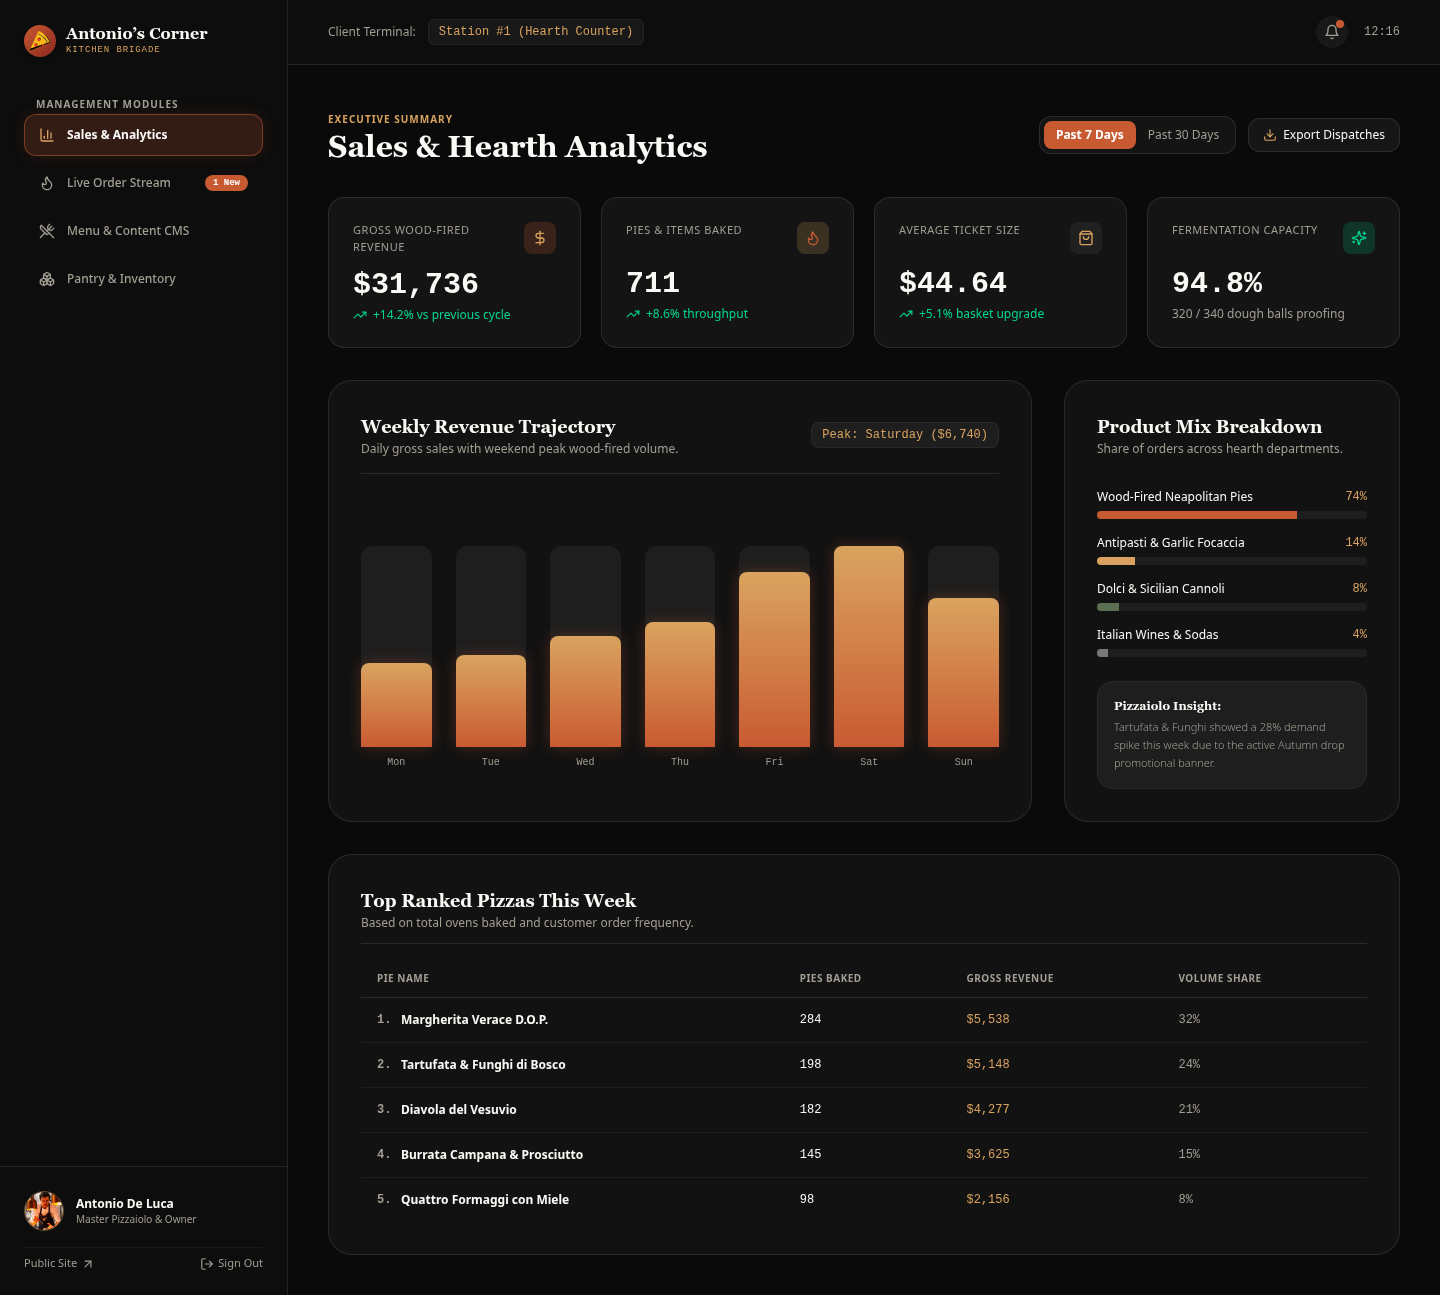 Antonio's Corner
KITCHEN BRIGADE
MANAGEMENT MODULES
Sales & Analytics
Live Order Stream
1 New
Menu & Content CMS
Pantry & Inventory
Antonio De Luca
Master Pizzaiolo & Owner
Public Site
Sign Out
Client Terminal:
Station #1 (Hearth Counter)
12:16
EXECUTIVE SUMMARY
Sales & Hearth Analytics
Past 7 Days
Past 30 Days
Export Dispatches
GROSS WOOD-FIRED
REVENUE
$31,736
+14.2% vs previous cycle
PIES & ITEMS BAKED
711
+8.6% throughput
AVERAGE TICKET SIZE
$44.64
+5.1% basket upgrade
FERMENTATION CAPACITY
94.8%
320 / 340 dough balls proofing
Weekly Revenue Trajectory
Daily gross sales with weekend peak wood-fired volume.
Peak: Saturday ($6,740)
Mon
Tue
Wed
Thu
Fri
Sat
Sun
Product Mix Breakdown
Share of orders across hearth departments.
Wood-Fired Neapolitan Pies 74%
Antipasti & Garlic Focaccia 14%
Dolci & Sicilian Cannoli 8%
Italian Wines & Sodas 4%
Pizzaiolo Insight:
Tartufata & Funghi showed a 28% demand
spike this week due to the active Autumn drop
promotional banner.
Top Ranked Pizzas This Week
Based on total ovens baked and customer order frequency.
PIE NAME PIES BAKED GROSS REVENUE VOLUME SHARE
1. Margherita Verace D.O.P. 284 $5,538 32%
2. Tartufata & Funghi di Bosco 198 $5,148 24%
3. Diavola del Vesuvio 182 $4,277 21%
4. Burrata Campana & Prosciutto 145 $3,625 15%
5. Quattro Formaggi con Miele 98 $2,156 8%